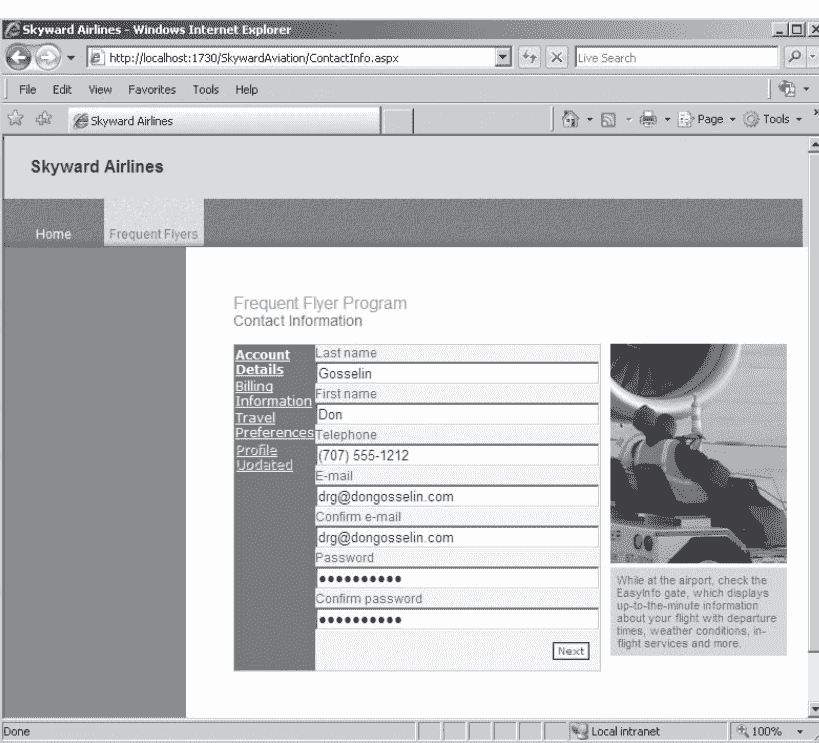 Skyward Airlines - Windows Internet Explorer
http://localhost:1730/SkywardAviation/ContactInfo.aspx
Live Search
File Edit View Favorites Tools Help
Skyward Airlines
Page Tools
Skyward Airlines
Home Frequent Flyers
Frequent Flyer Program
Contact Information
Account
Details
Billing
Information
Travel
Preferences
Profile
Updated
Last name
Gosselin
First name
Don
Telephone
(707) 555-1212
E-mail
drg@dongosselin.com
Confirm e-mail
drg@dongosselin.com
Password
●●●●●●●●●●
Confirm password
●●●●●●●●●●
Next
While at the airport, check the
EasyInfo gate, which displays
up-to-the-minute information
about your flight with departure
times, weather conditions, in-
flight services and more.
Done Local intranet 100%